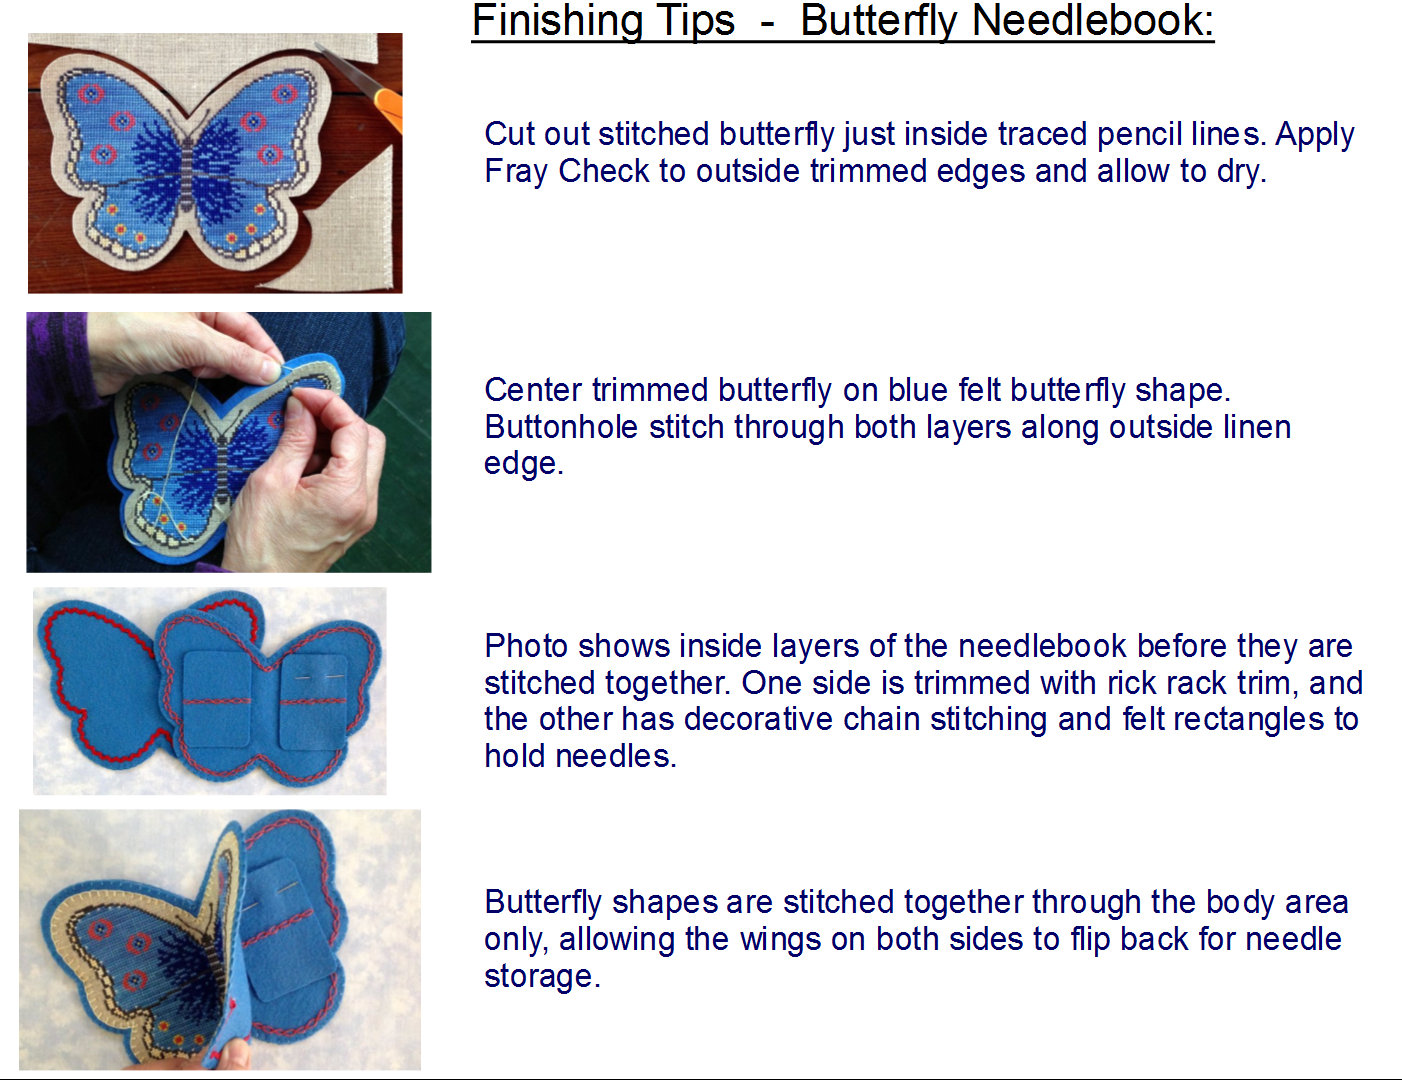 Finishing Tips  -  Butterfly Needlebook:
Cut out stitched butterfly just inside traced pencil lines. Apply
Fray Check to outside trimmed edges and allow to dry.
Center trimmed butterfly on blue felt butterfly shape.
Buttonhole stitch through both layers along outside linen
edge.
Photo shows inside layers of the needlebook before they are
stitched together. One side is trimmed with rick rack trim, and
the other has decorative chain stitching and felt rectangles to
hold needles.
Butterfly shapes are stitched together through the body area
only, allowing the wings on both sides to flip back for needle
storage.